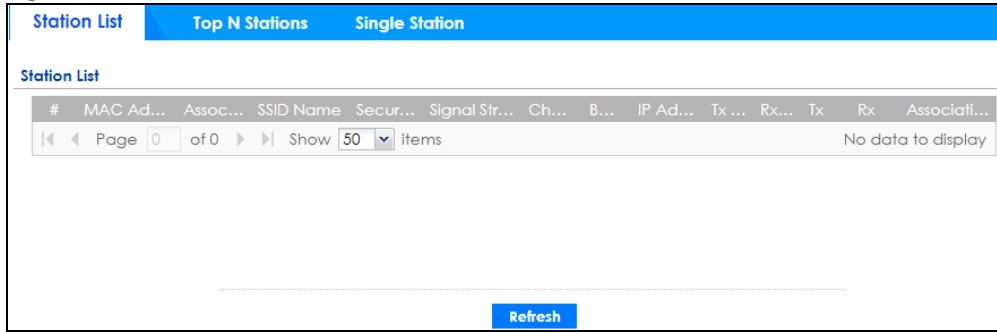 Station List Top N Stations Single Station
Station List
# MAC Ad... Assoc... SSID Name Secur... Signal Str... Ch... B... IP Ad... Tx ... Rx... Tx Rx Associati...
Page 0 of 0 Show 50 items No data to display
Refresh